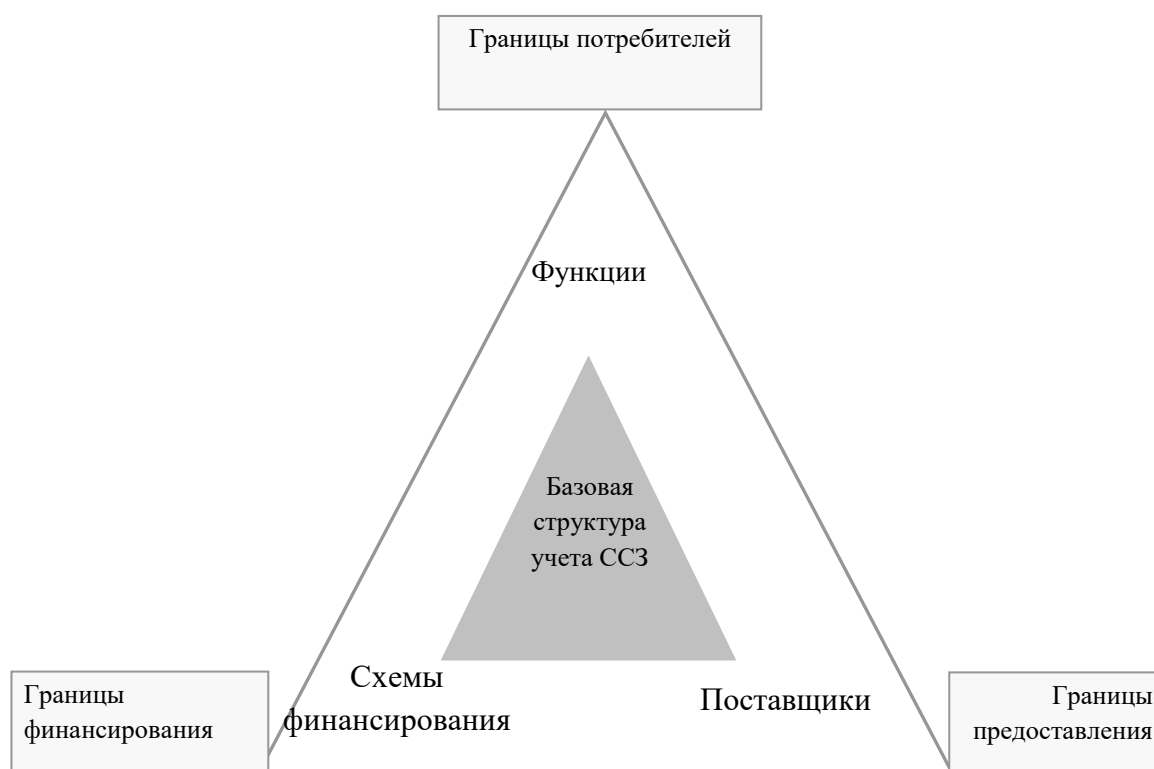 Границы потребителей
Функции
Базовая
структура
учета ССЗ
Схемы
финансирования
Поставщики
Границы
финансирования
Границы
предоставления